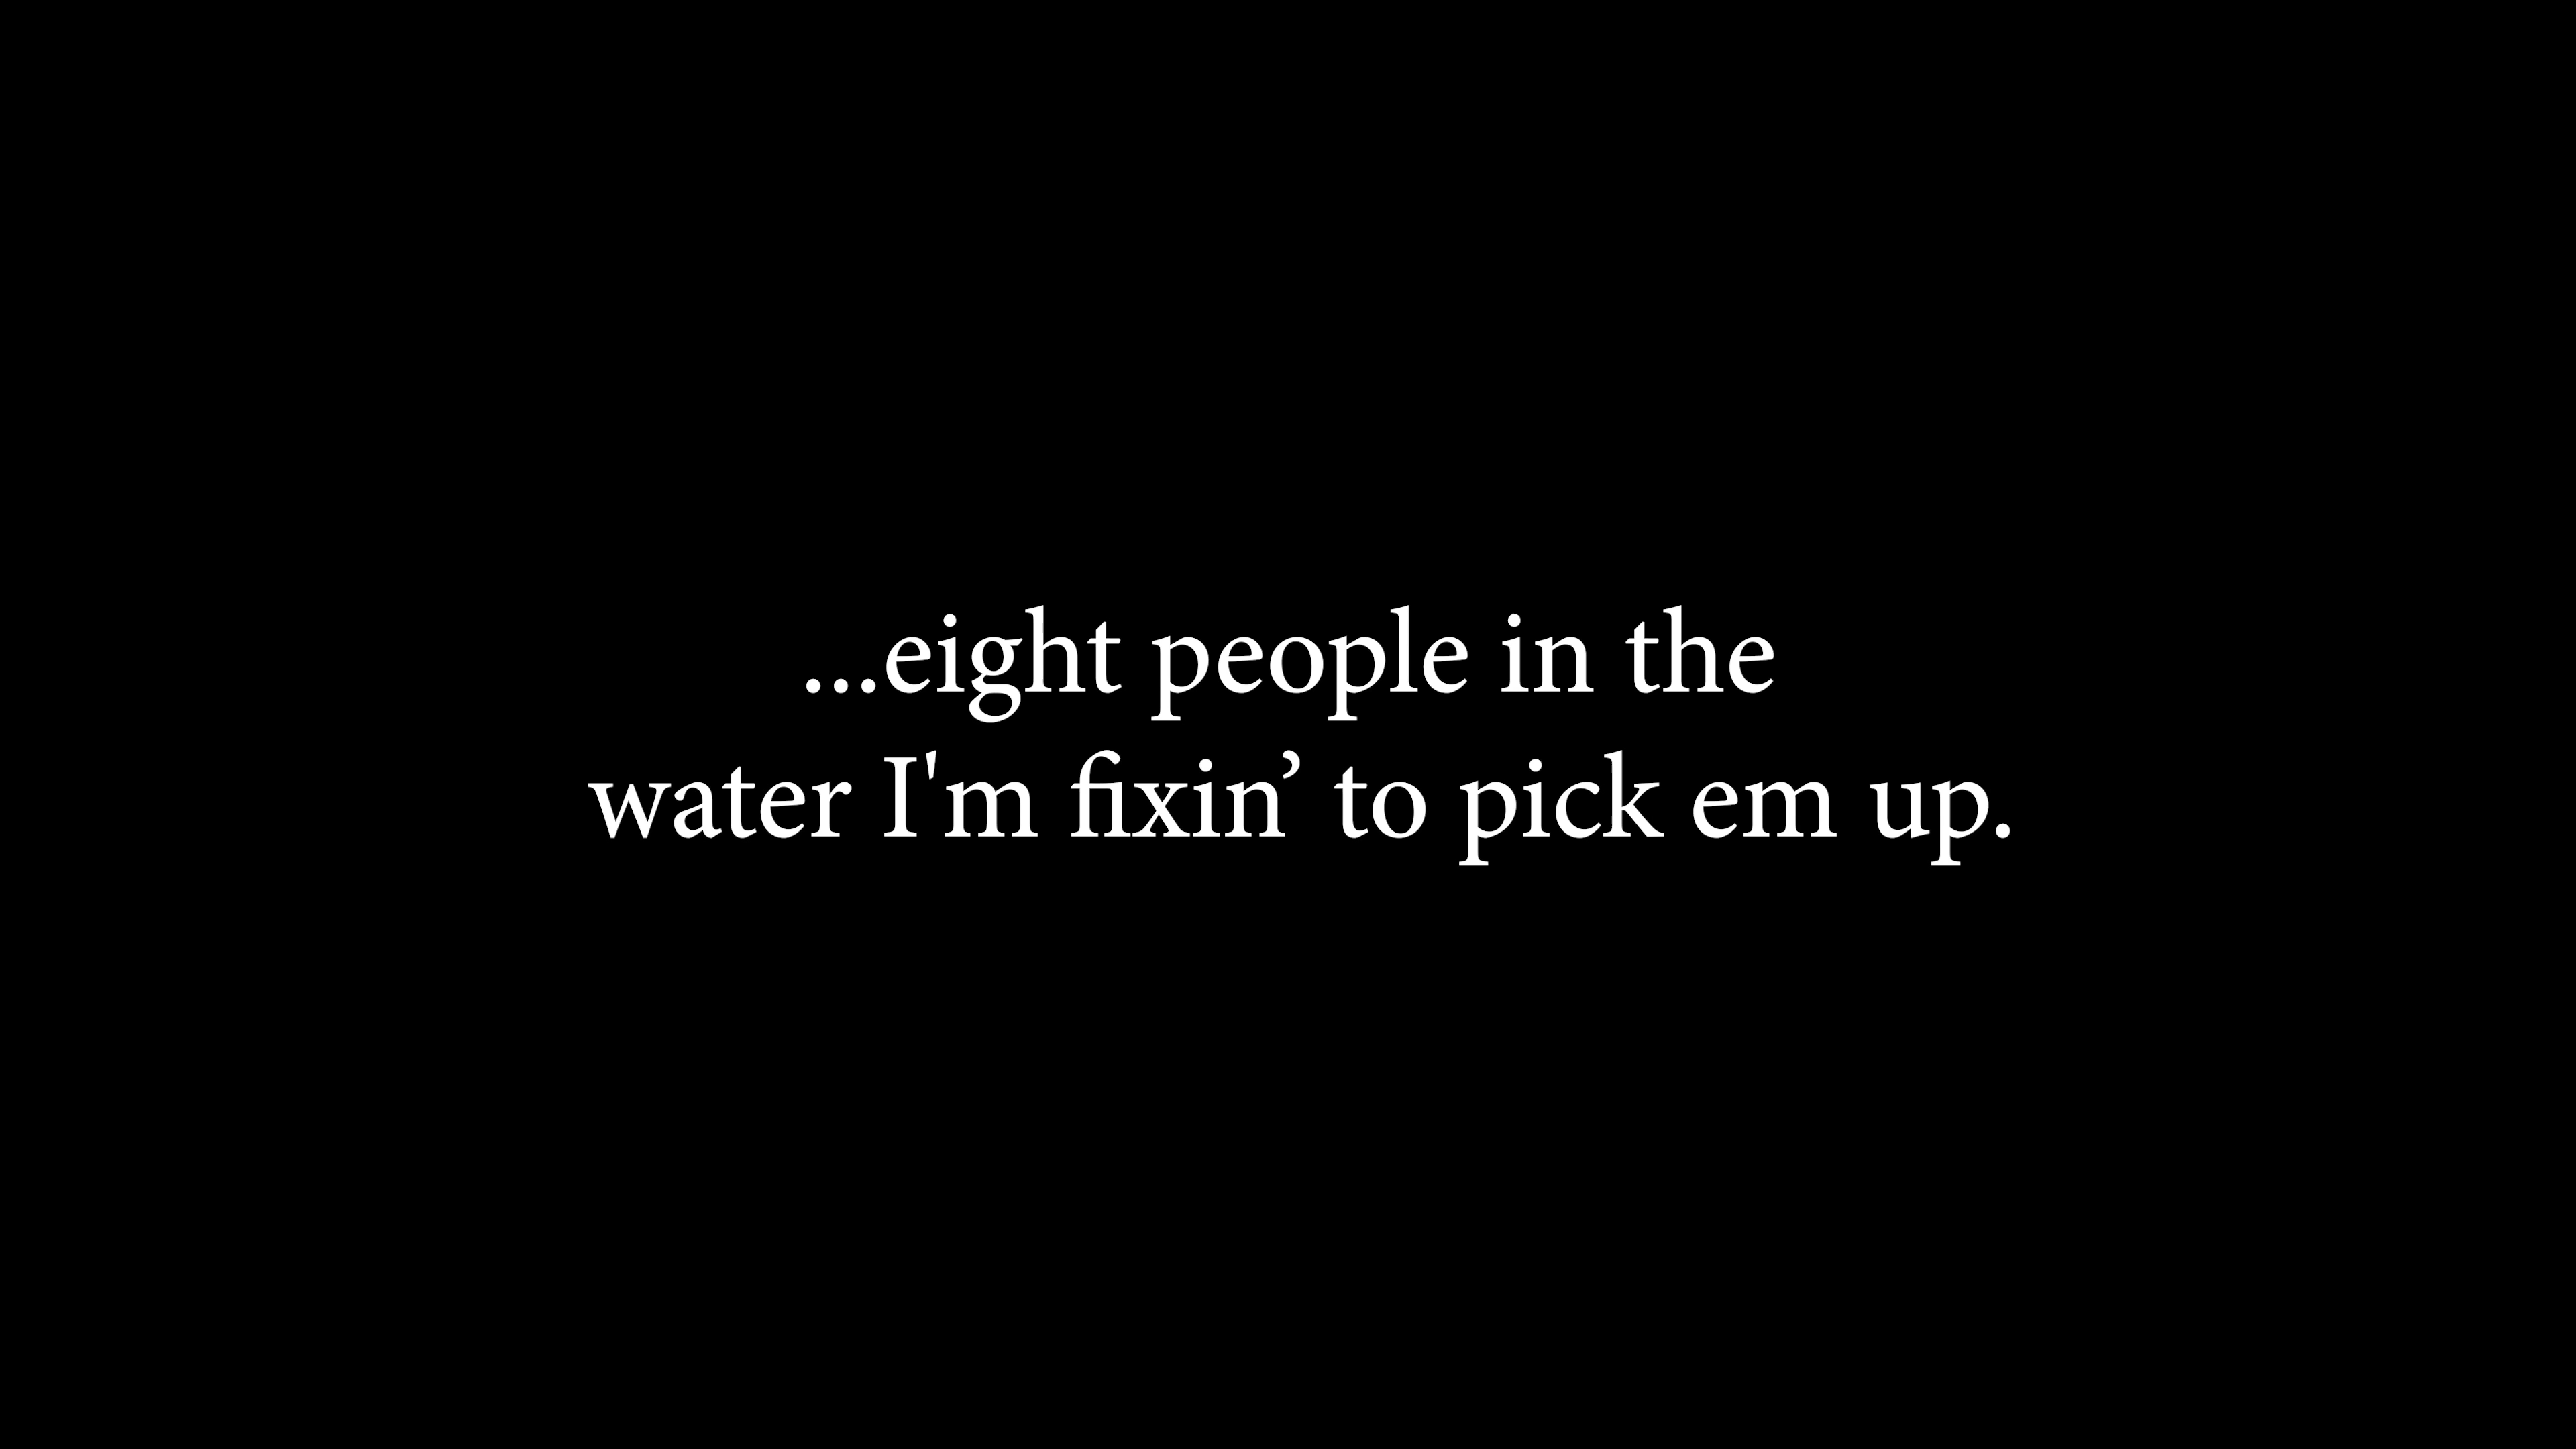 ...eight people in the
water I'm fixin’ to pick em up.